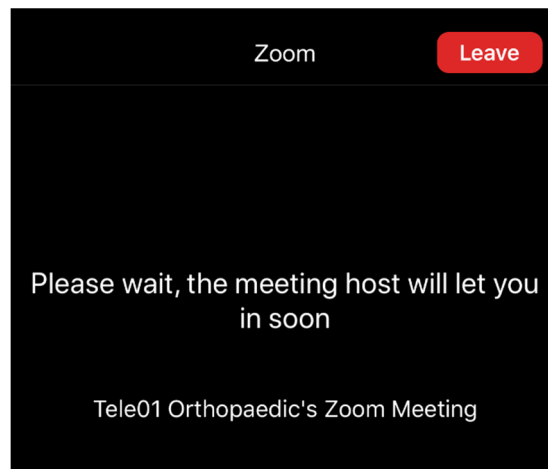 Zoom
Leave
Please wait, the meeting host will let you
in soon
Tele01 Orthopaedic's Zoom Meeting